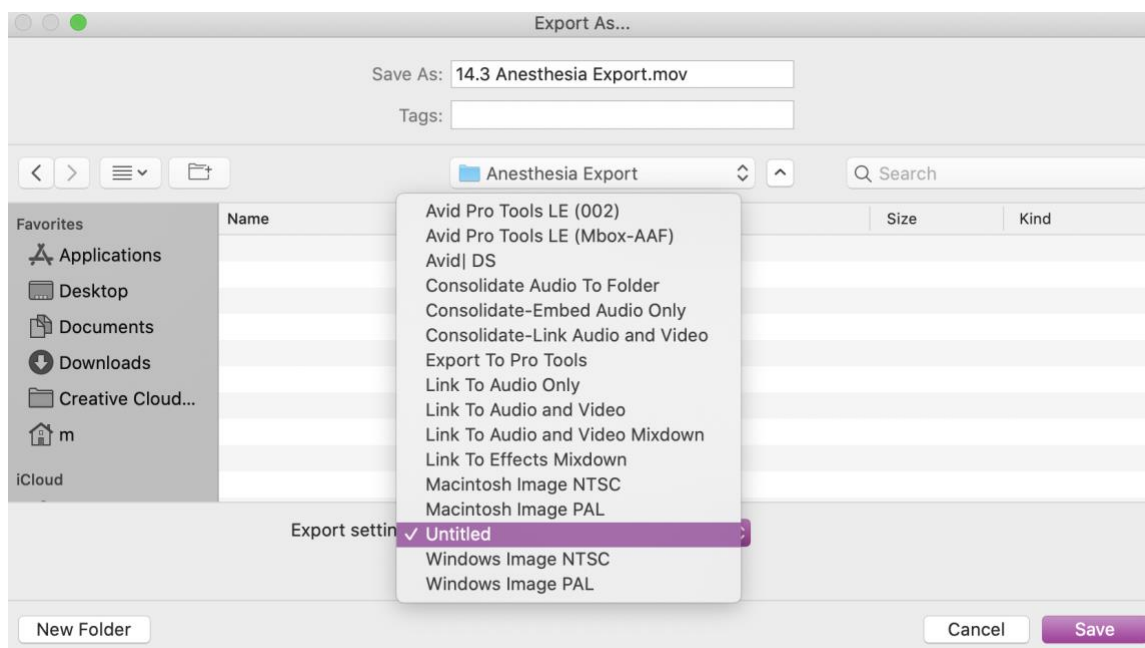 Export As...
Save As: 14.3 Anesthesia Export.mov
Tags:
Anesthesia Export
Search
Favorites
Name
Size
Kind
Applications
Desktop
Documents
Downloads
Creative Cloud...
m
iCloud
Avid Pro Tools LE (002)
Avid Pro Tools LE (Mbox-AAF)
Avid| DS
Consolidate Audio To Folder
Consolidate-Embed Audio Only
Consolidate-Link Audio and Video
Export To Pro Tools
Link To Audio Only
Link To Audio and Video
Link To Audio and Video Mixdown
Link To Effects Mixdown
Macintosh Image NTSC
Macintosh Image PAL
Export settin ✓ Untitled
Windows Image NTSC
Windows Image PAL
New Folder
Cancel
Save